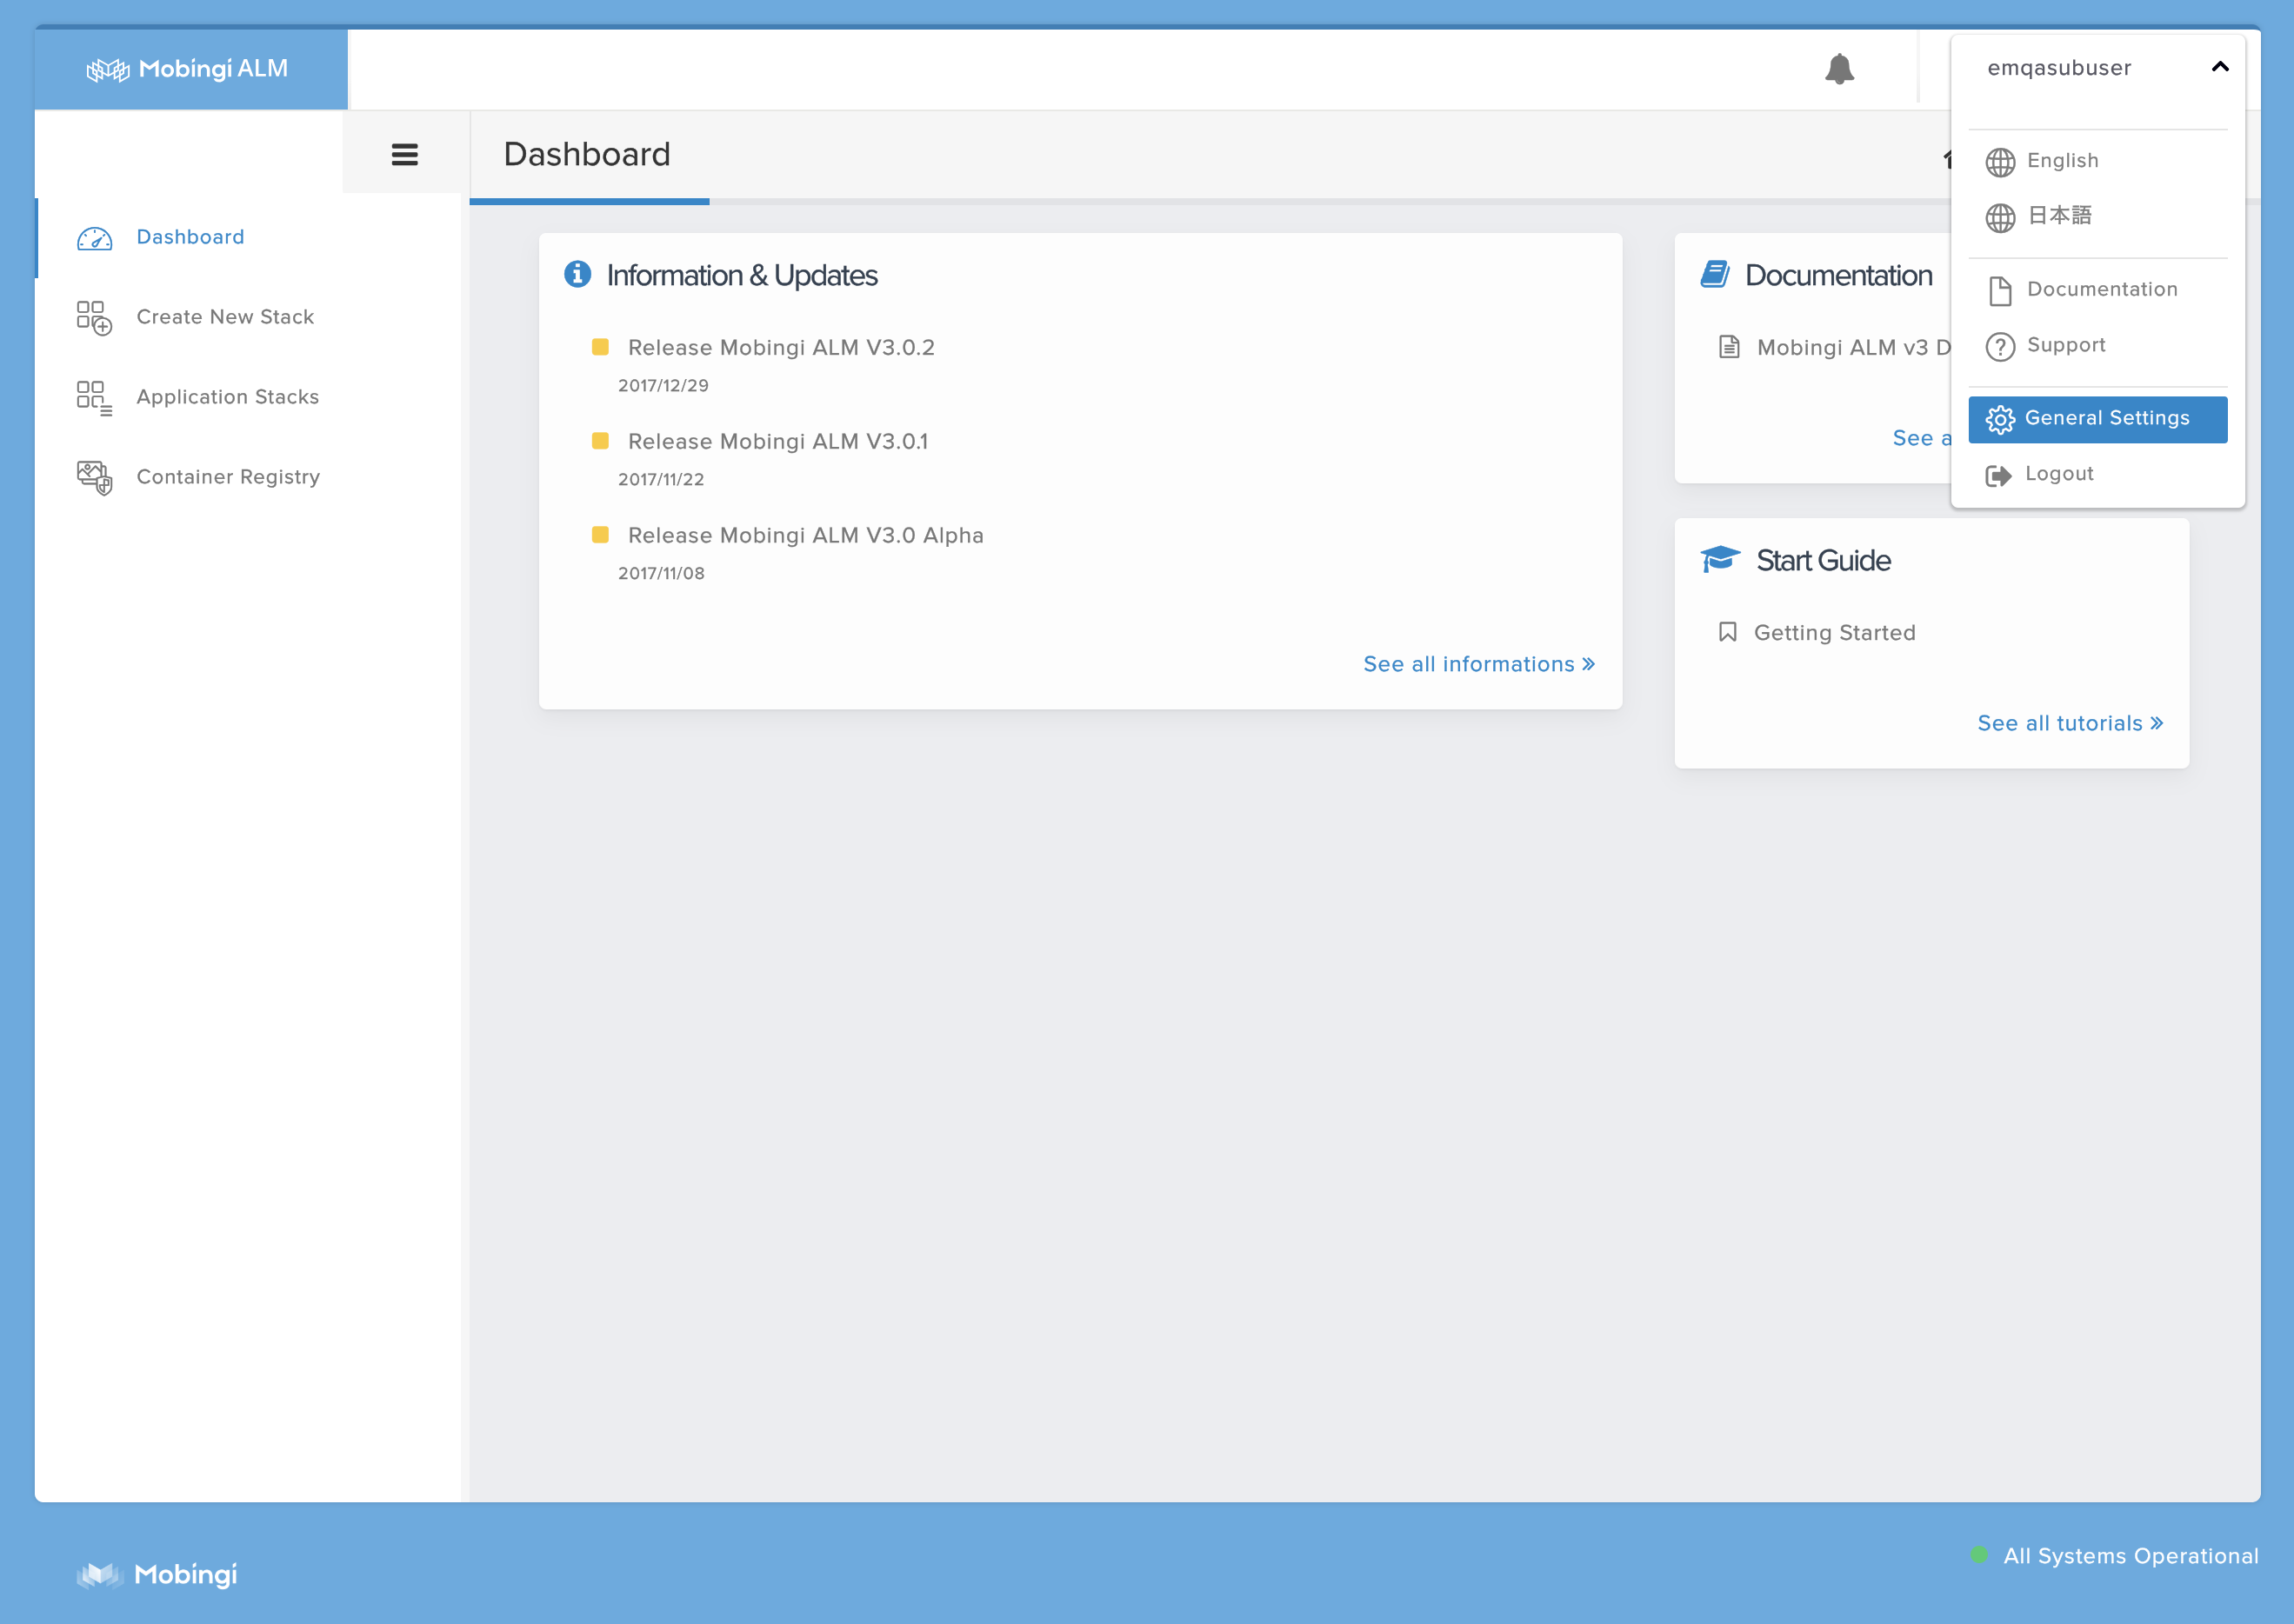 Mobingi ALM
emqasubuser
English
日本語
Documentation
Support
General Settings
Logout
Dashboard
Dashboard
Create New Stack
Application Stacks
Container Registry
Information & Updates
Release Mobingi ALM V3.0.2
2017/12/29
Release Mobingi ALM V3.0.1
2017/11/22
Release Mobingi ALM V3.0 Alpha
2017/11/08
See all informations »
Documentation
Mobingi ALM v3 D
See a
Start Guide
Getting Started
See all tutorials »
Mobingi
All Systems Operational